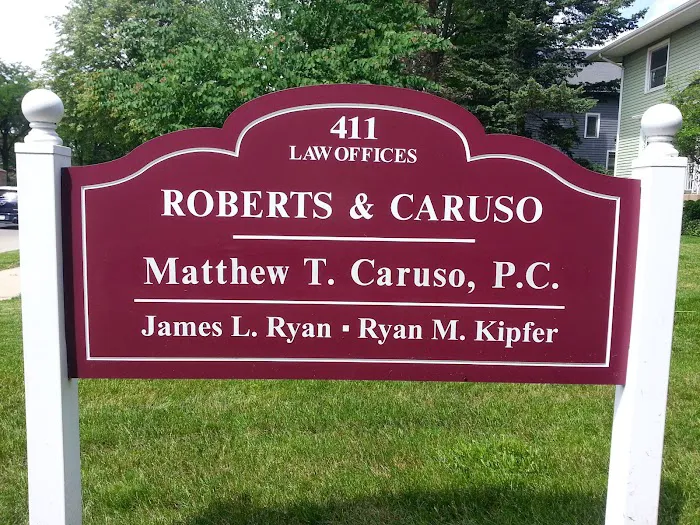 411
LAW OFFICES
ROBERTS & CARUSO
Matthew T. Caruso, P.C.
James L. Ryan ▪ Ryan M. Kipfer